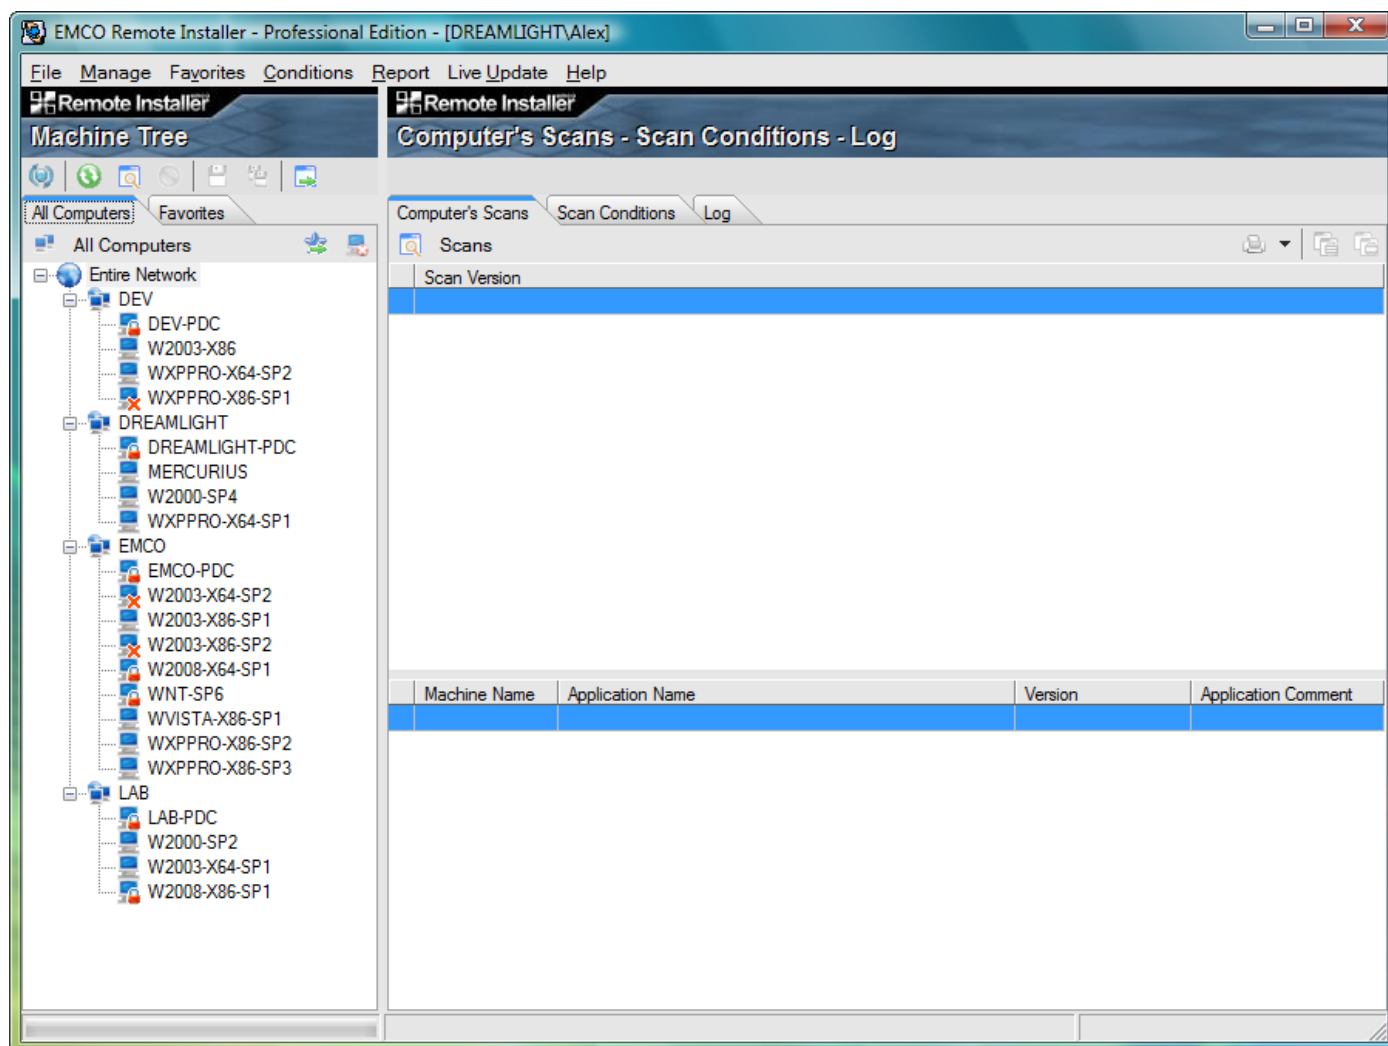 EMCO Remote Installer - Professional Edition - [DREAMLIGHT\Alex]
File Manage Favorites Conditions Report Live Update Help
Remote Installer
Machine Tree
All Computers Favorites
All Computers
Entire Network
DEV
DEV-PDC
W2003-X86
WXPPRO-X64-SP2
WXPPRO-X86-SP1
DREAMLIGHT
DREAMLIGHT-PDC
MERCURIUS
W2000-SP4
WXPPRO-X64-SP1
EMCO
EMCO-PDC
W2003-X64-SP2
W2003-X86-SP1
W2003-X86-SP2
W2008-X64-SP1
WNT-SP6
WVISTA-X86-SP1
WXPPRO-X86-SP2
WXPPRO-X86-SP3
LAB
LAB-PDC
W2000-SP2
W2003-X64-SP1
W2008-X86-SP1
Remote Installer
Computer's Scans - Scan Conditions - Log
Computer's Scans Scan Conditions Log
Scans
Scan Version
Machine Name Application Name Version Application Comment